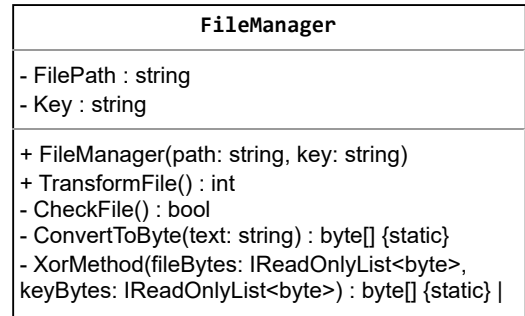 FileManager
- FilePath : string
- Key : string
+ FileManager(path: string, key: string)
+ TransformFile() : int
- CheckFile() : bool
- ConvertToByte(text: string) : byte[] {static}
- XorMethod(fileBytes: IReadOnlyList<byte>,
keyBytes: IReadOnlyList<byte>) : byte[] {static} |